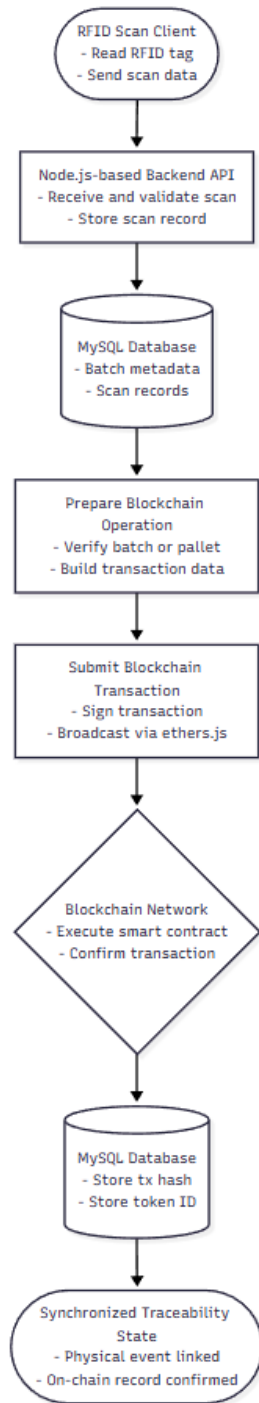 RFID Scan Client
- Read RFID tag
- Send scan data
Node.js-based Backend API
- Receive and validate scan
- Store scan record
MySQL Database
- Batch metadata
- Scan records
Prepare Blockchain
Operation
- Verify batch or pallet
- Build transaction data
Submit Blockchain
Transaction
- Sign transaction
- Broadcast via ethers.js
Blockchain Network
- Execute smart contract
- Confirm transaction
MySQL Database
- Store tx hash
- Store token ID
Synchronized Traceability
State
- Physical event linked
- On-chain record confirmed